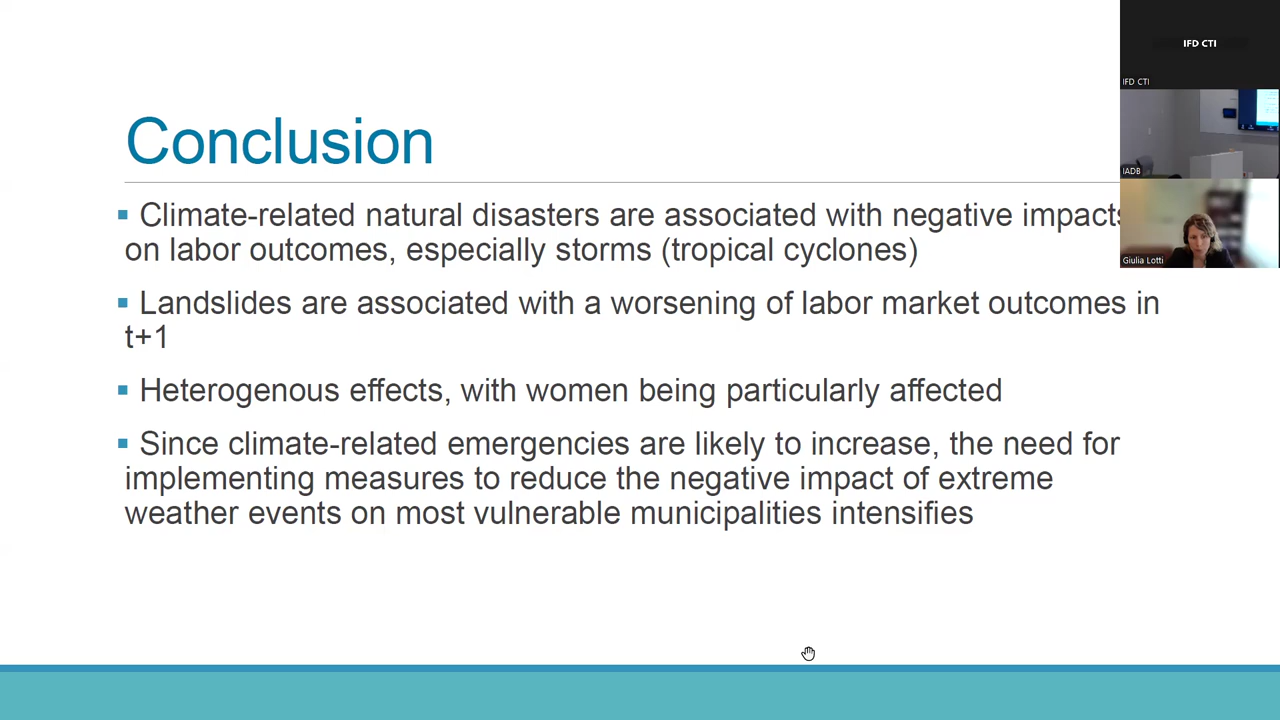 Conclusion
▪ Climate-related natural disasters are associated with negative impacts
on labor outcomes, especially storms (tropical cyclones)
▪ Landslides are associated with a worsening of labor market outcomes in
t+1
▪ Heterogenous effects, with women being particularly affected
▪ Since climate-related emergencies are likely to increase, the need for
implementing measures to reduce the negative impact of extreme
weather events on most vulnerable municipalities intensifies
IFD CTI
IFD CTI
IADB
Giulia Lotti